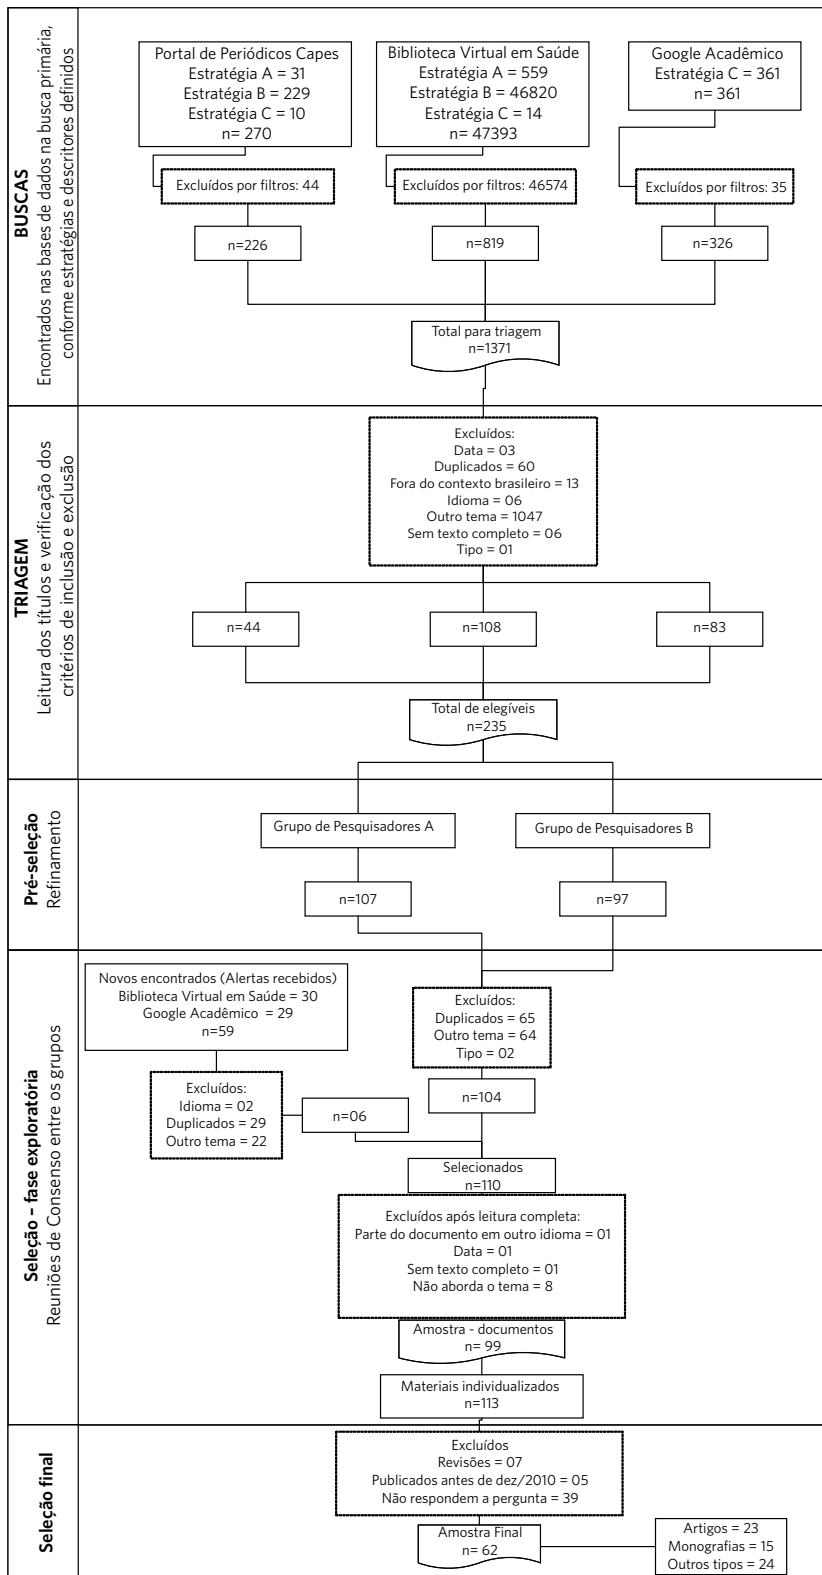 BUSCAS
Encontrados nas bases de dados na busca primária,
conforme estratégias e descritores definidos
Portal de Periódicos Capes
Estratégia A = 31
Estratégia B = 229
Estratégia C = 10
n= 270
Biblioteca Virtual em Saúde
Estratégia A = 559
Estratégia B = 46820
Estratégia C = 14
n= 47393
Google Acadêmico
Estratégia C = 361
n= 361
Excluídos por filtros: 44
Excluídos por filtros: 46574
Excluídos por filtros: 35
n=226
n=819
n=326
Total para triagem
n=1371
TRIAGEM
Leitura dos títulos e verificação dos
critérios de inclusão e exclusão
Excluídos:
Data = 03
Duplicados = 60
Fora do contexto brasileiro = 13
Idioma = 06
Outro tema = 1047
Sem texto completo = 06
Tipo = 01
n=44
n=108
n=83
Total de elegíveis
n=235
Pré-seleção
Refinamento
Grupo de Pesquisadores A
Grupo de Pesquisadores B
n=107
n=97
Seleção – fase exploratória
Reuniões de Consenso entre os grupos
Novos encontrados (Alertas recebidos)
Biblioteca Virtual em Saúde = 30
Google Acadêmico = 29
n=59
Excluídos:
Duplicados = 65
Outro tema = 64
Tipo = 02
Excluídos:
Idioma = 02
Duplicados = 29
Outro tema = 22
n=06
n=104
Selecionados
n=110
Excluídos após leitura completa:
Parte do documento em outro idioma = 01
Data = 01
Sem texto completo = 01
Não aborda o tema = 8
Amostra - documentos
n= 99
Materiais individualizados
n=113
Seleção final
Excluídos
Revisões = 07
Publicados antes de dez/2010 = 05
Não respondem a pergunta = 39
Amostra Final
n= 62
Artigos = 23
Monografias = 15
Outros tipos = 24